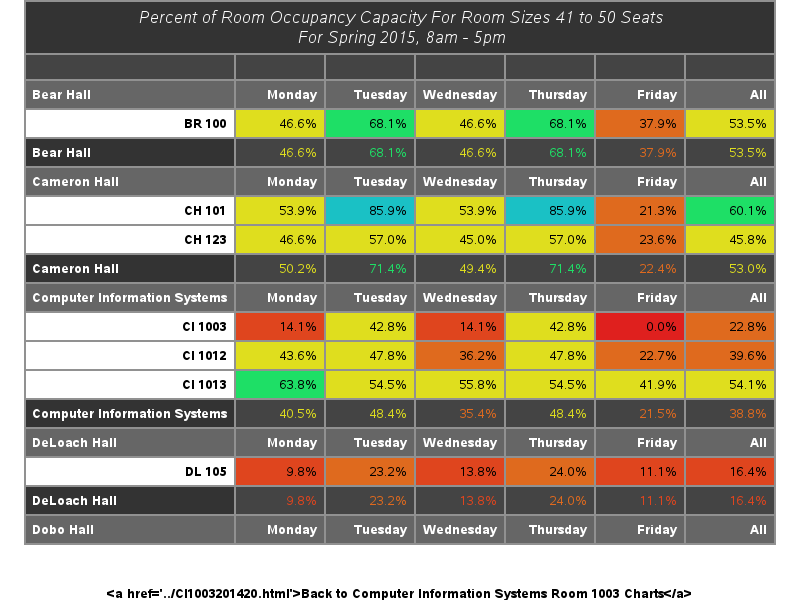 Percent of Room Occupancy Capacity For Room Sizes 41 to 50 Seats
For Spring 2015, 8am - 5pm
Bear Hall Monday Tuesday Wednesday Thursday Friday All
BR 100 46.6% 68.1% 46.6% 68.1% 37.9% 53.5%
Bear Hall 46.6% 68.1% 46.6% 68.1% 37.9% 53.5%
Cameron Hall Monday Tuesday Wednesday Thursday Friday All
CH 101 53.9% 85.9% 53.9% 85.9% 21.3% 60.1%
CH 123 46.6% 57.0% 45.0% 57.0% 23.6% 45.8%
Cameron Hall 50.2% 71.4% 49.4% 71.4% 22.4% 53.0%
Computer Information Systems Monday Tuesday Wednesday Thursday Friday All
CI 1003 14.1% 42.8% 14.1% 42.8% 0.0% 22.8%
CI 1012 43.6% 47.8% 36.2% 47.8% 22.7% 39.6%
CI 1013 63.8% 54.5% 55.8% 54.5% 41.9% 54.1%
Computer Information Systems 40.5% 48.4% 35.4% 48.4% 21.5% 38.8%
DeLoach Hall Monday Tuesday Wednesday Thursday Friday All
DL 105 9.8% 23.2% 13.8% 24.0% 11.1% 16.4%
DeLoach Hall 9.8% 23.2% 13.8% 24.0% 11.1% 16.4%
Dobo Hall Monday Tuesday Wednesday Thursday Friday All
&lt;a href='../CI1003201420.html'&gt;Back to Computer Information Systems Room 1003 Charts&lt;/a&gt;